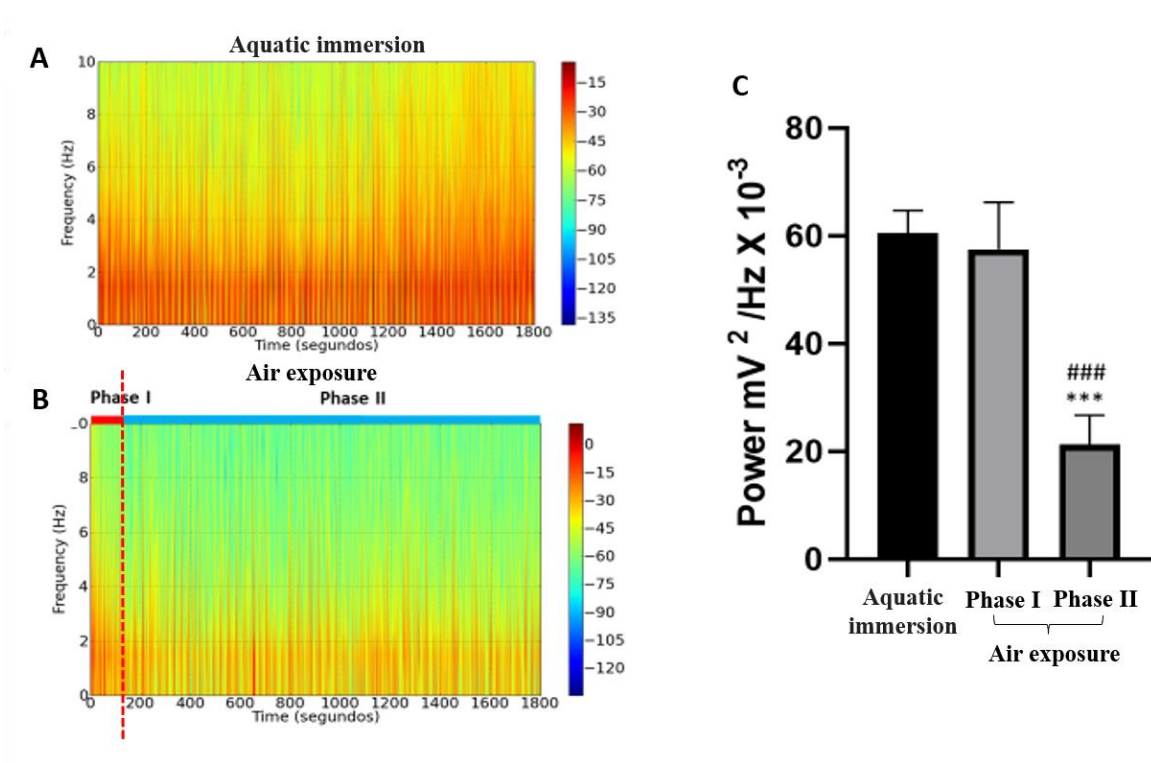 A
Aquatic immersion
10
8
6
4
2
0
Frequency (Hz)
0 200 400 600 800 1000 1200 1400 1600 1800
Time (segundos)
−15
−30
−45
−60
−75
−90
−105
−120
−135
B
Air exposure
Phase I Phase II
_0
8
6
4
2
0
Frequency (Hz)
0 200 400 600 800 1000 1200 1400 1600 1800
Time (segundos)
0
−15
−30
−45
−60
−75
−90
−105
−120
C
Power mV 2 /Hz X 10-3
80
60
40
20
0
###
***
Aquatic
immersion
Phase I Phase II
Air exposure